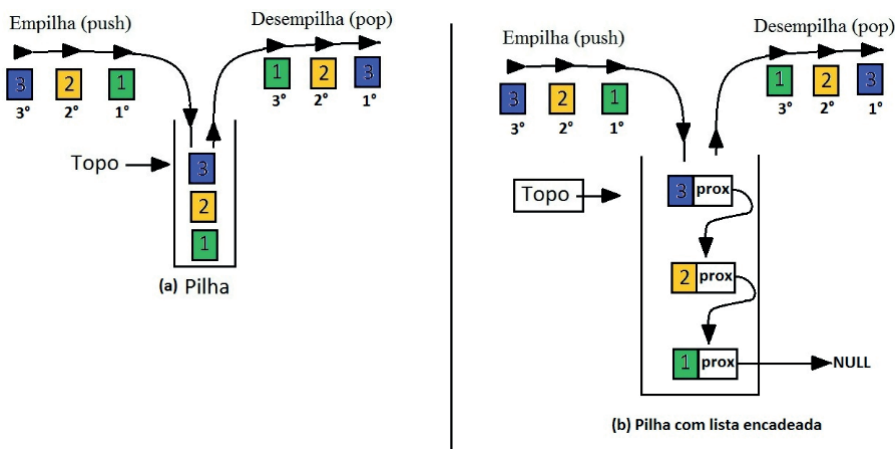 Empilha (push)
Desempilha (pop)
3 2 1
3° 2° 1°
1 2 3
3° 2° 1°
Topo
3
2
1
(a) Pilha
Empilha (push)
Desempilha (pop)
3 2 1
3° 2° 1°
1 2 3
3° 2° 1°
Topo
3 prox
2 prox
1 prox
NULL
(b) Pilha com lista encadeada